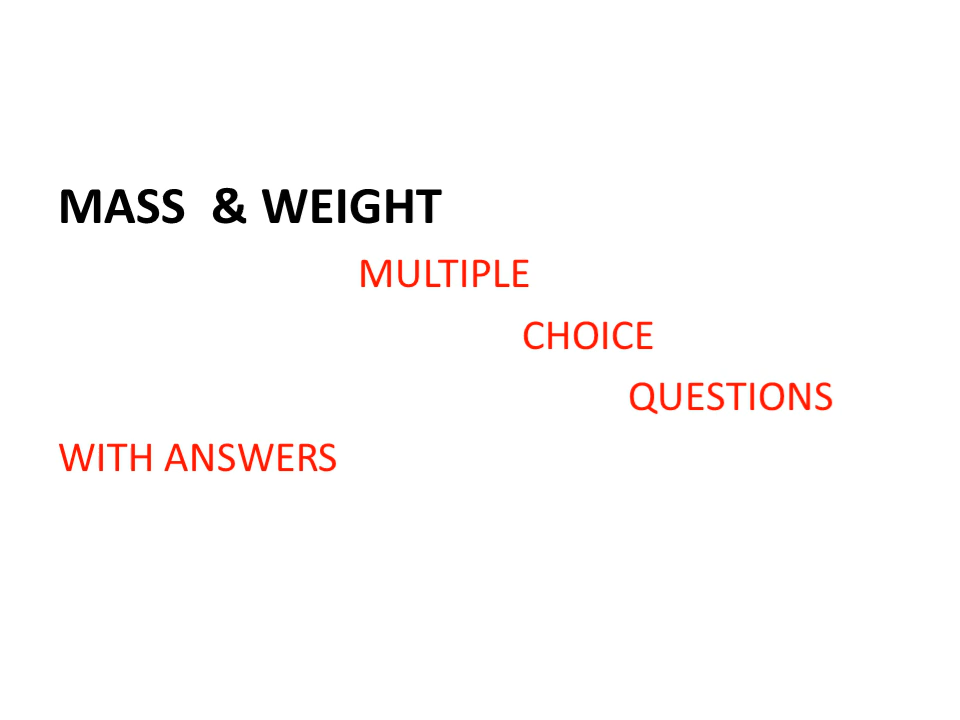 MASS & WEIGHT
MULTIPLE
CHOICE
QUESTIONS
WITH ANSWERS